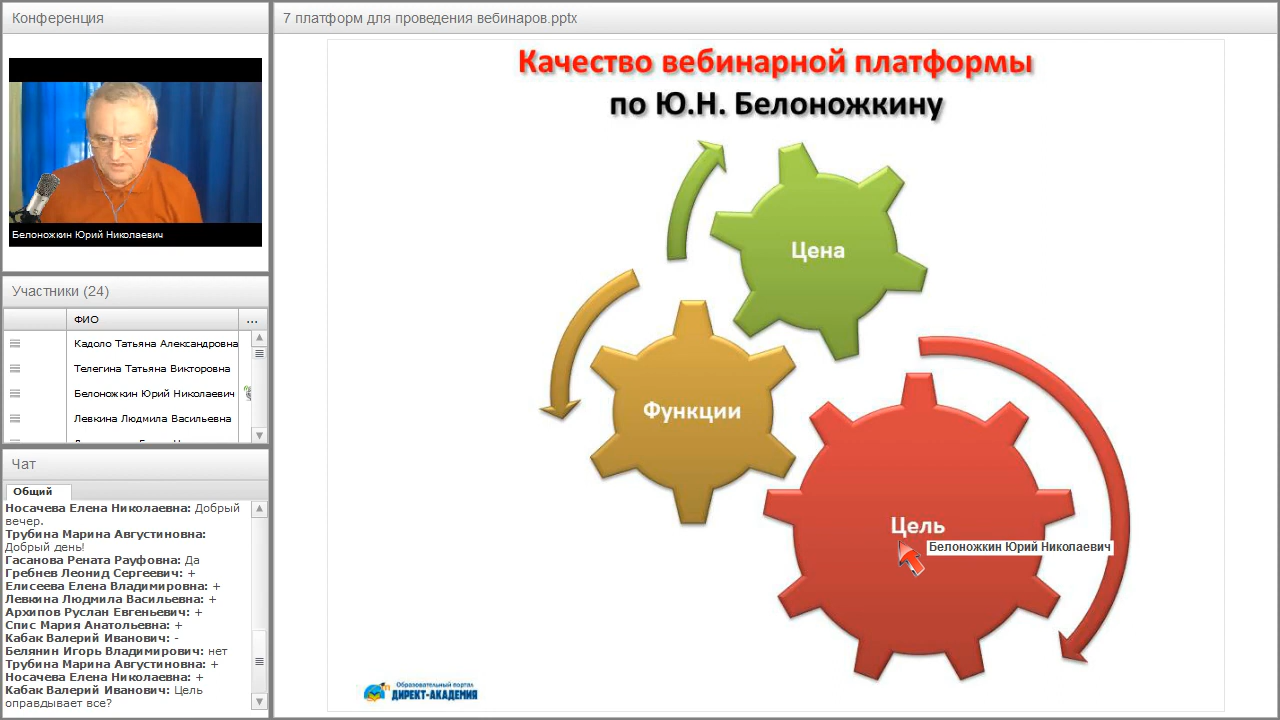 Конференция
Белоножкин Юрий Николаевич
Участники (24)
ФИО
...
Кадоло Татьяна Александровна
Телегина Татьяна Викторовна
Белоножкин Юрий Николаевич
Левкина Людмила Васильевна
Чат
Общий
Носачева Елена Николаевна: Добрый
вечер.
Трубина Марина Августиновна:
Добрый день!
Гасанова Рената Рауфовна: Да
Гребнев Леонид Сергеевич: +
Елисеева Елена Владимировна: +
Левкина Людмила Васильевна: +
Архипов Руслан Евгеньевич: +
Спис Мария Анатольевна: +
Кабак Валерий Иванович: -
Белянин Игорь Владимирович: нет
Трубина Марина Августиновна: +
Носачева Елена Николаевна: +
Кабак Валерий Иванович: Цель
оправдывает все?
7 платформ для проведения вебинаров.pptx
Качество вебинарной платформы
по Ю.Н. Белоножкину
Цена
Функции
Цель
Белоножкин Юрий Николаевич
Образовательный портал
ДИРЕКТ-АКАДЕМИЯ